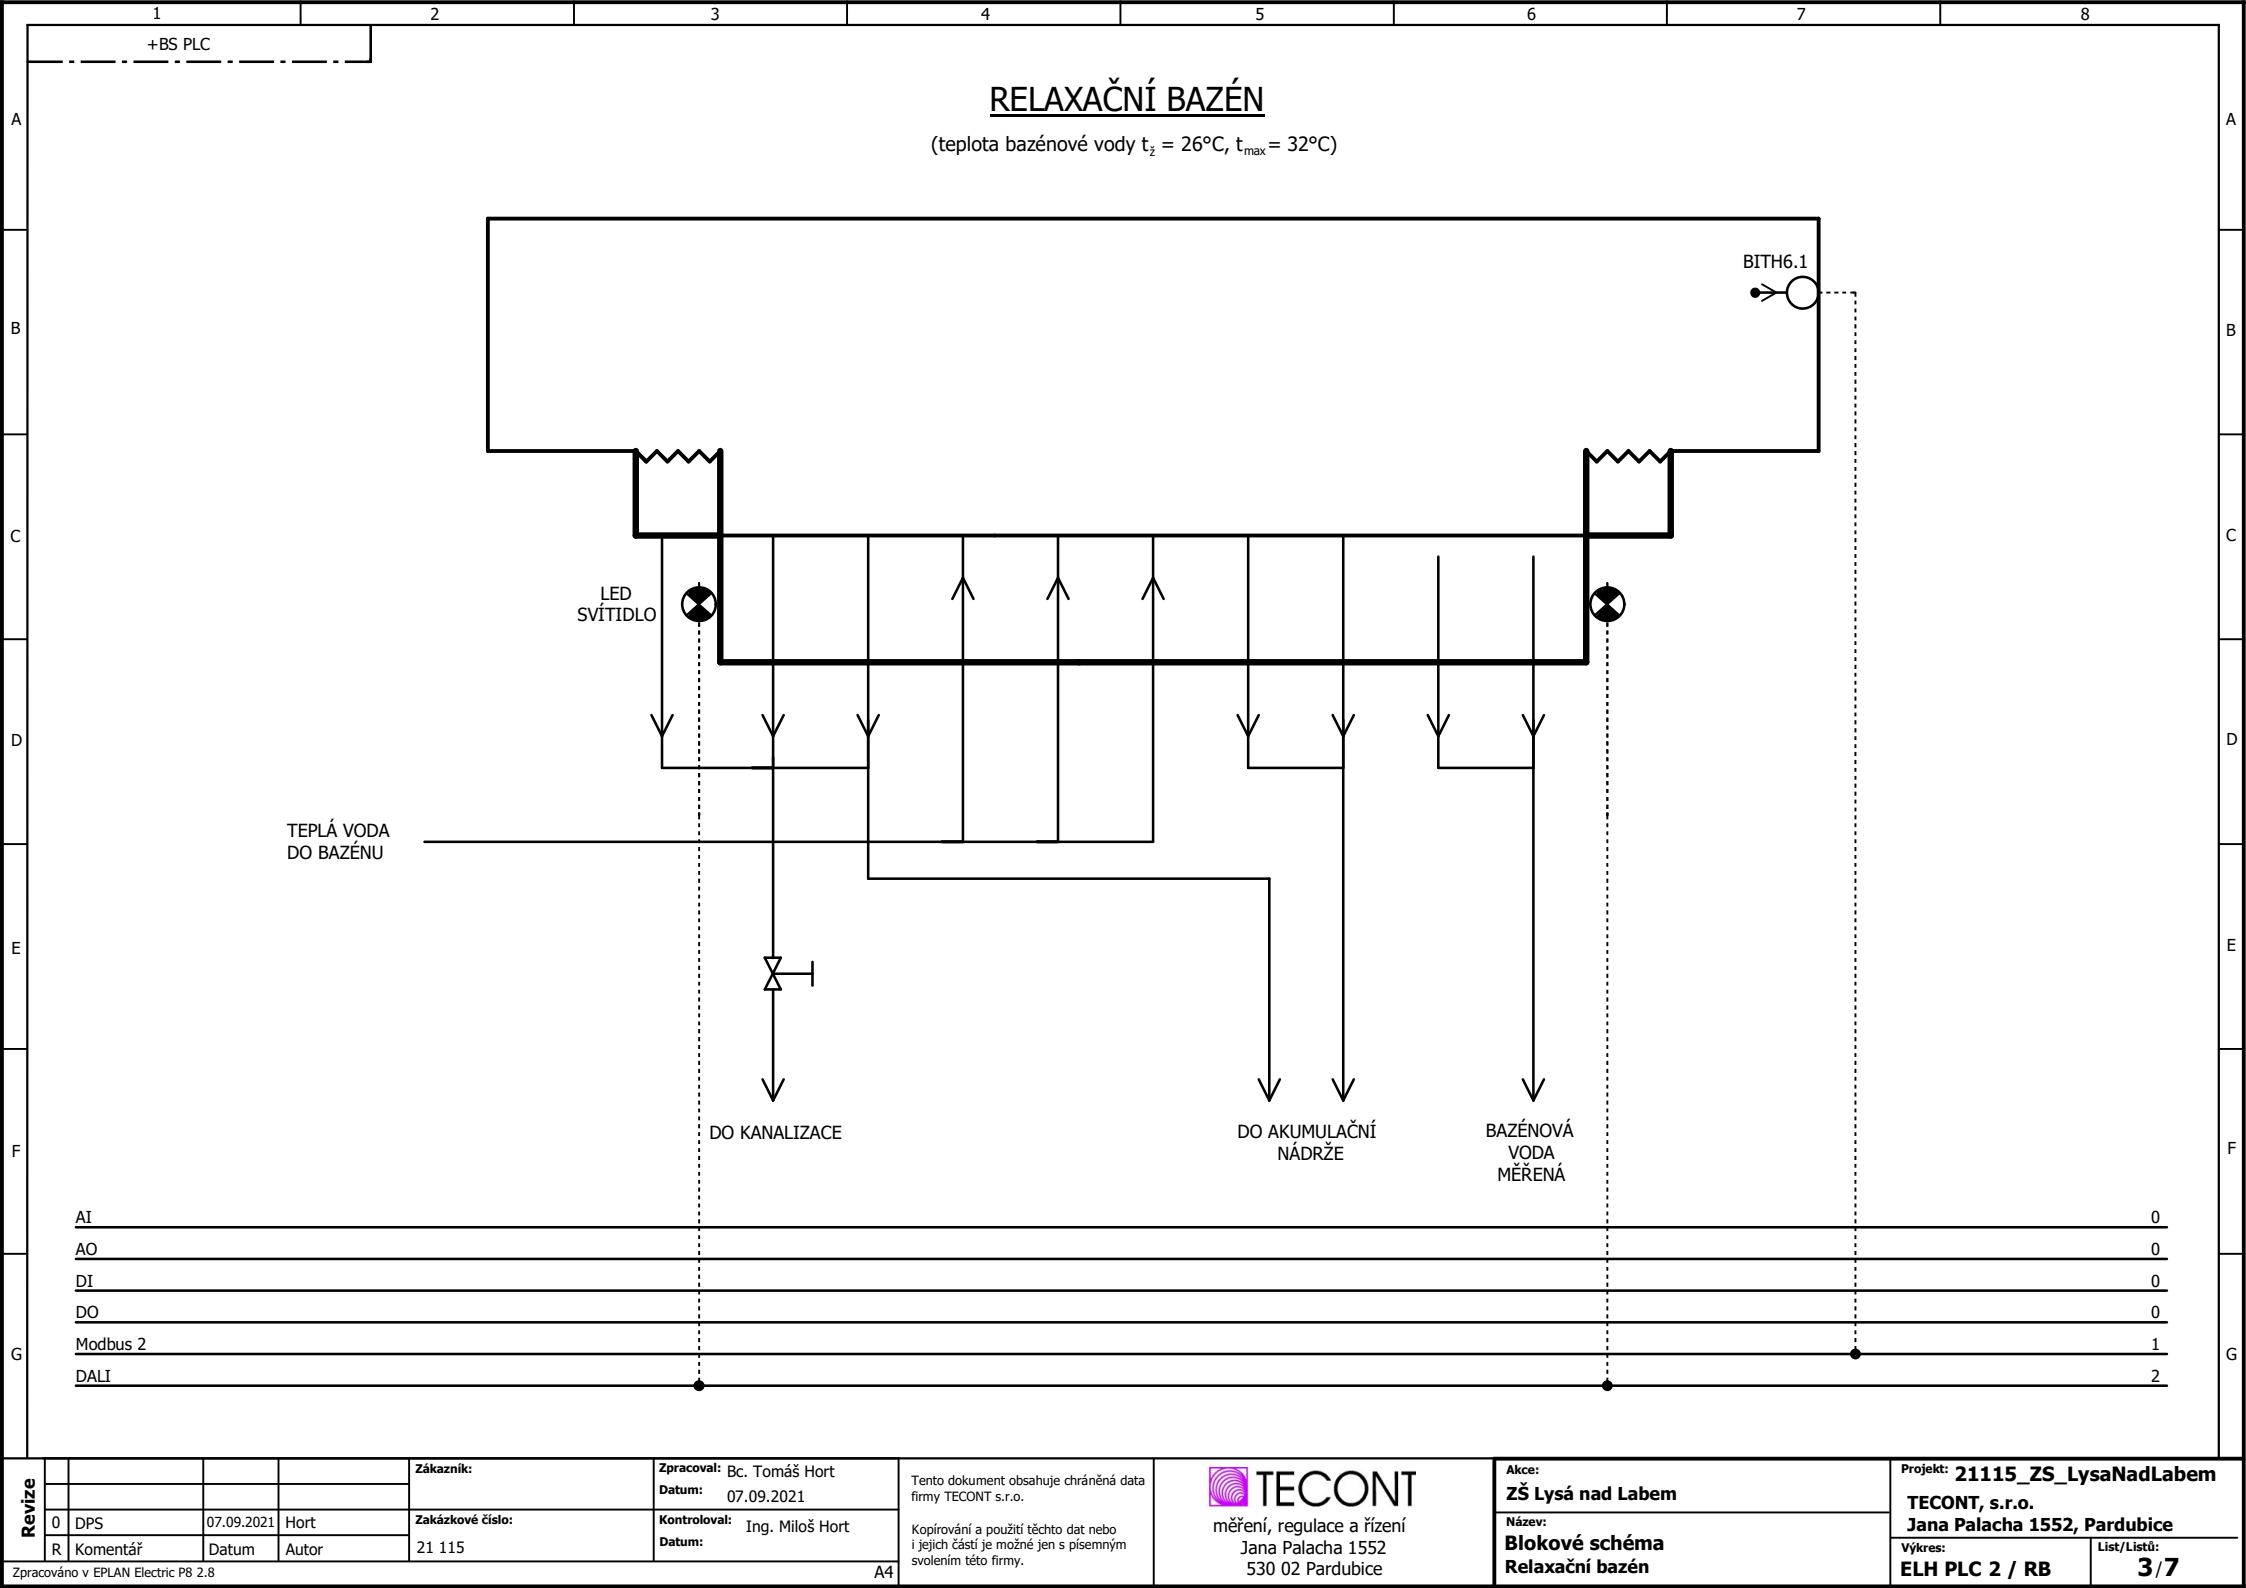 1 2 3 4 5 6 7 8
+BS PLC
RELAXAČNÍ BAZÉN
(teplota bazénové vody tž = 26°C, tmax = 32°C)
A A
BITH6.1
B B
C C
LED
SVÍTIDLO
D D
TEPLÁ VODA
DO BAZÉNU
E E
DO KANALIZACE
DO AKUMULAČNÍ
NÁDRŽE
BAZÉNOVÁ
VODA
MĚŘENÁ
F F
AI 0
AO 0
DI 0
DO 0
Modbus 2 1
G G
DALI 2
Revize
0 DPS 07.09.2021 Hort
R Komentář Datum Autor
Zpracováno v EPLAN Electric P8 2.8
Zákazník:
Zakázkové číslo:
21 115
Zpracoval: Bc. Tomáš Hort
Datum: 07.09.2021
Kontroloval: Ing. Miloš Hort
Datum:
A4
Tento dokument obsahuje chráněná data
firmy TECONT s.r.o.
Kopírování a použití těchto dat nebo
i jejich částí je možné jen s písemným
svolením této firmy.
TECONT
měření, regulace a řízení
Jana Palacha 1552
530 02 Pardubice
Akce:
ZŠ Lysá nad Labem
Název:
Blokové schéma
Relaxační bazén
Projekt: 21115_ZS_LysaNadLabem
TECONT, s.r.o.
Jana Palacha 1552, Pardubice
Výkres:
ELH PLC 2 / RB
List/Listů:
3/7